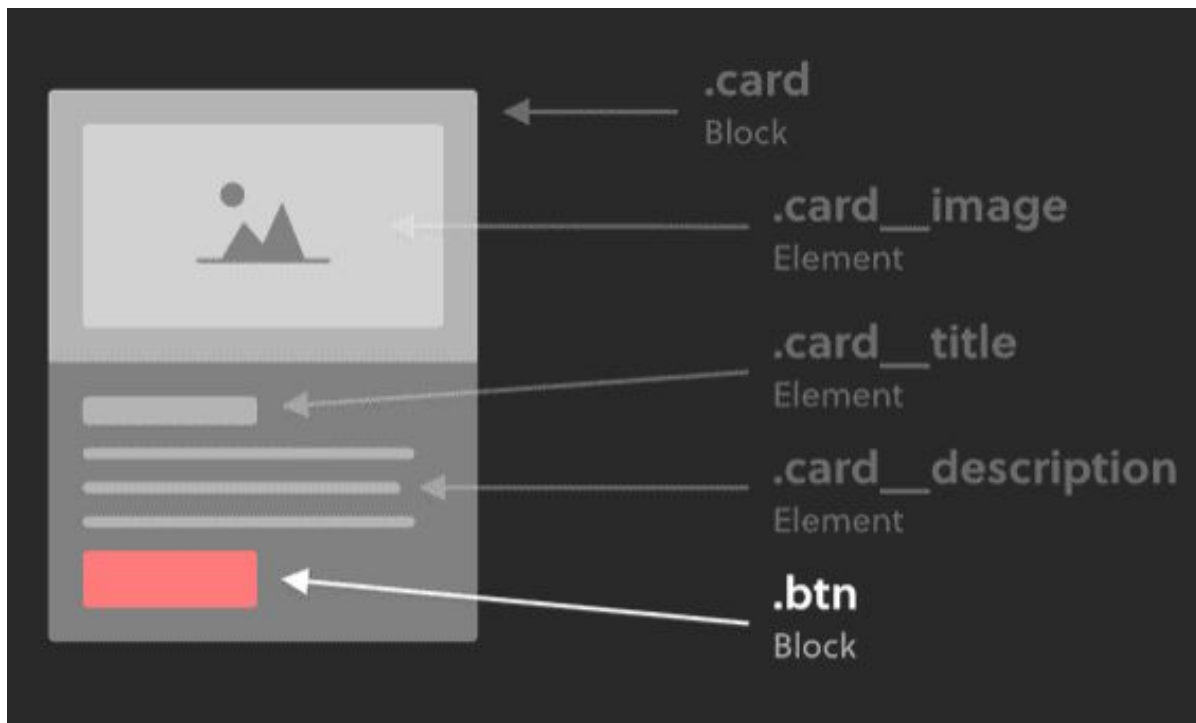 .card
Block
.card__image
Element
.card__title
Element
.card__description
Element
.btn
Block